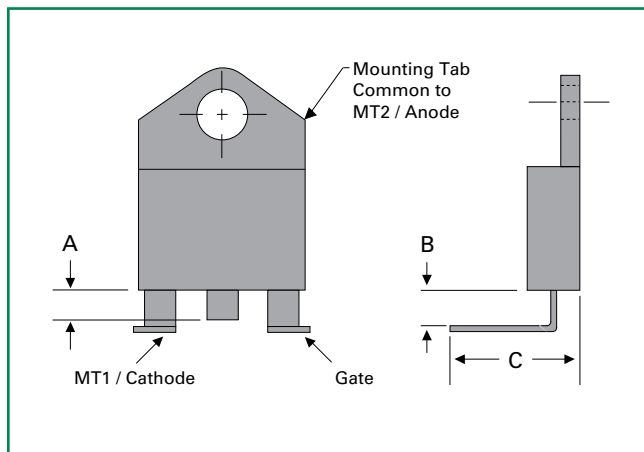 Mounting Tab
Common to
MT2 / Anode
A
B
C
MT1 / Cathode
Gate